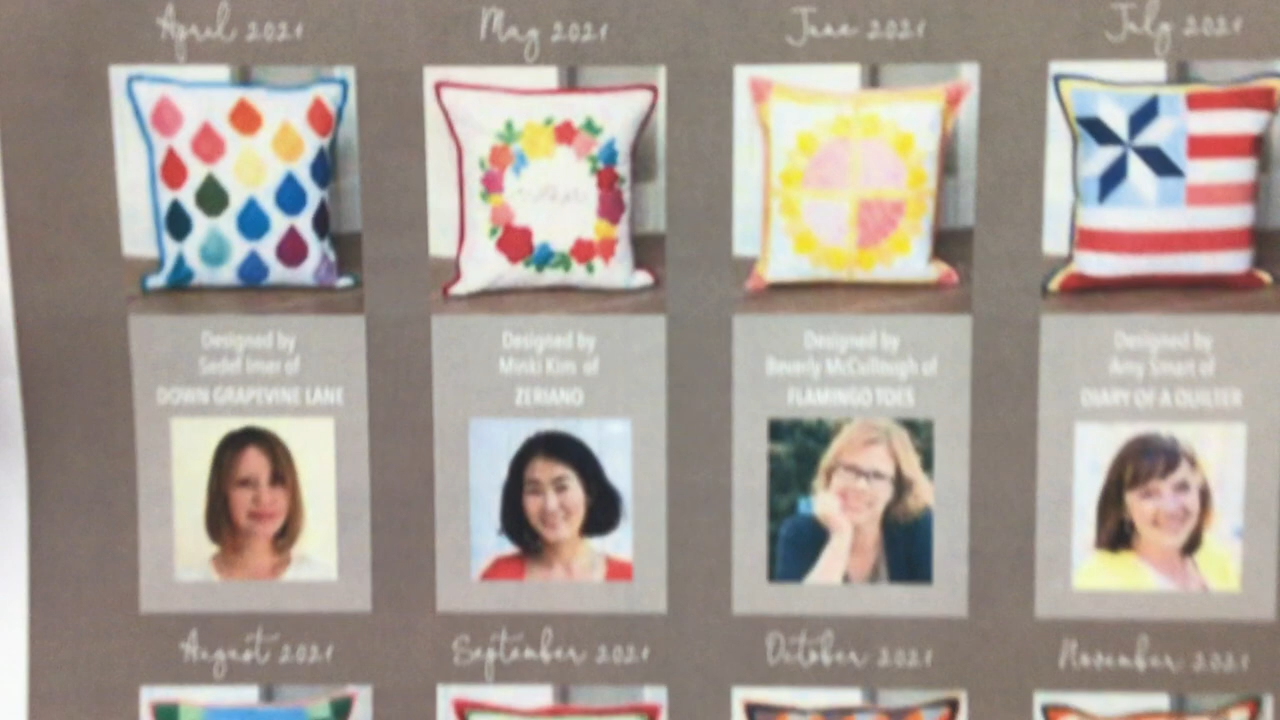 April 2021
May 2021
June 2021
July 2021
Designed by
Sedef Imer of
DOWN GRAPEVINE LANE
Designed by
Minki Kim of
ZERIANO
Designed by
Beverly McCullough of
FLAMINGO TOES
Designed by
Amy Smart of
DIARY OF A QUILTER
August 2021
September 2021
October 2021
November 2021